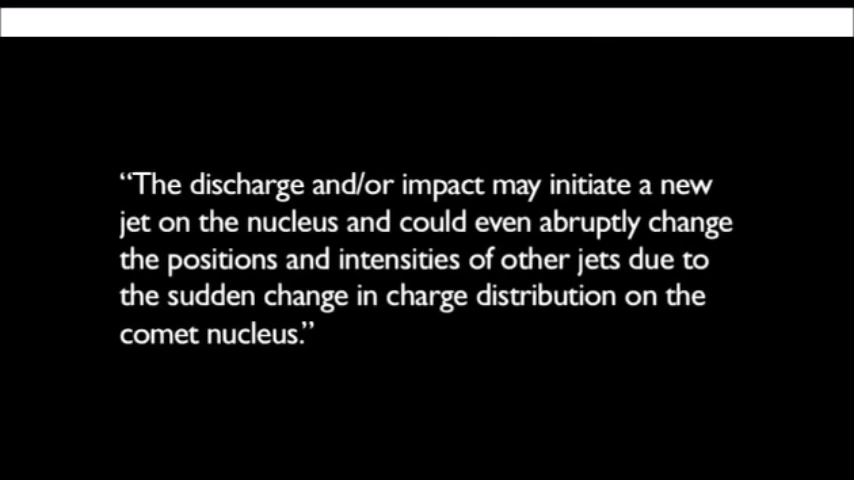 “The discharge and/or impact may initiate a new
jet on the nucleus and could even abruptly change
the positions and intensities of other jets due to
the sudden change in charge distribution on the
comet nucleus.”